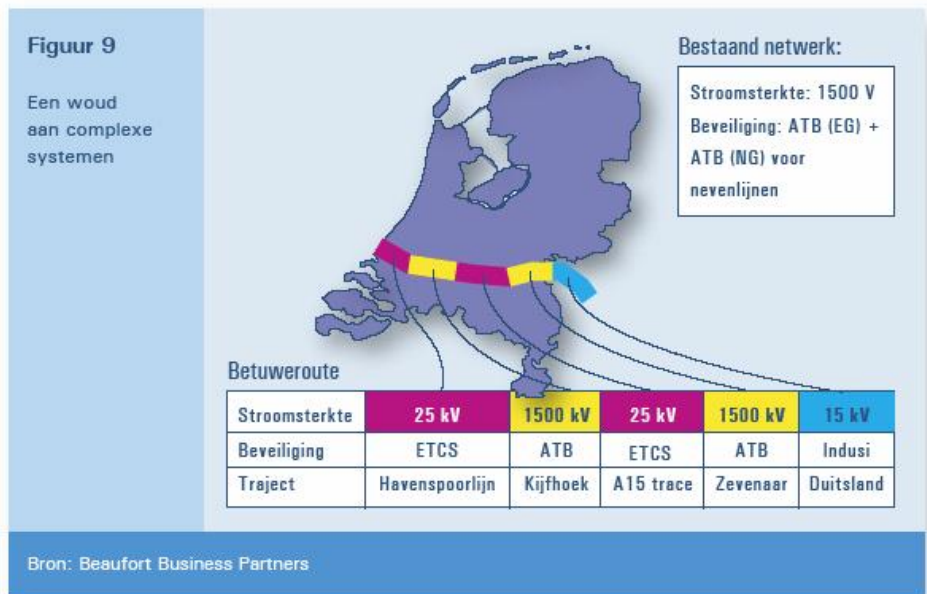 Figuur 9
Een woud
aan complexe
systemen
Bestaand netwerk:
Stroomsterkte: 1500 V
Beveiliging: ATB (EG) +
ATB (NG) voor
nevenlijnen
Betuweroute
Stroomsterkte 25 kV 1500 kV 25 kV 1500 kV 15 kV
Beveiliging ETCS ATB ETCS ATB Indusi
Traject Havenspoorlijn Kijfhoek A15 trace Zevenaar Duitsland
Bron: Beaufort Business Partners